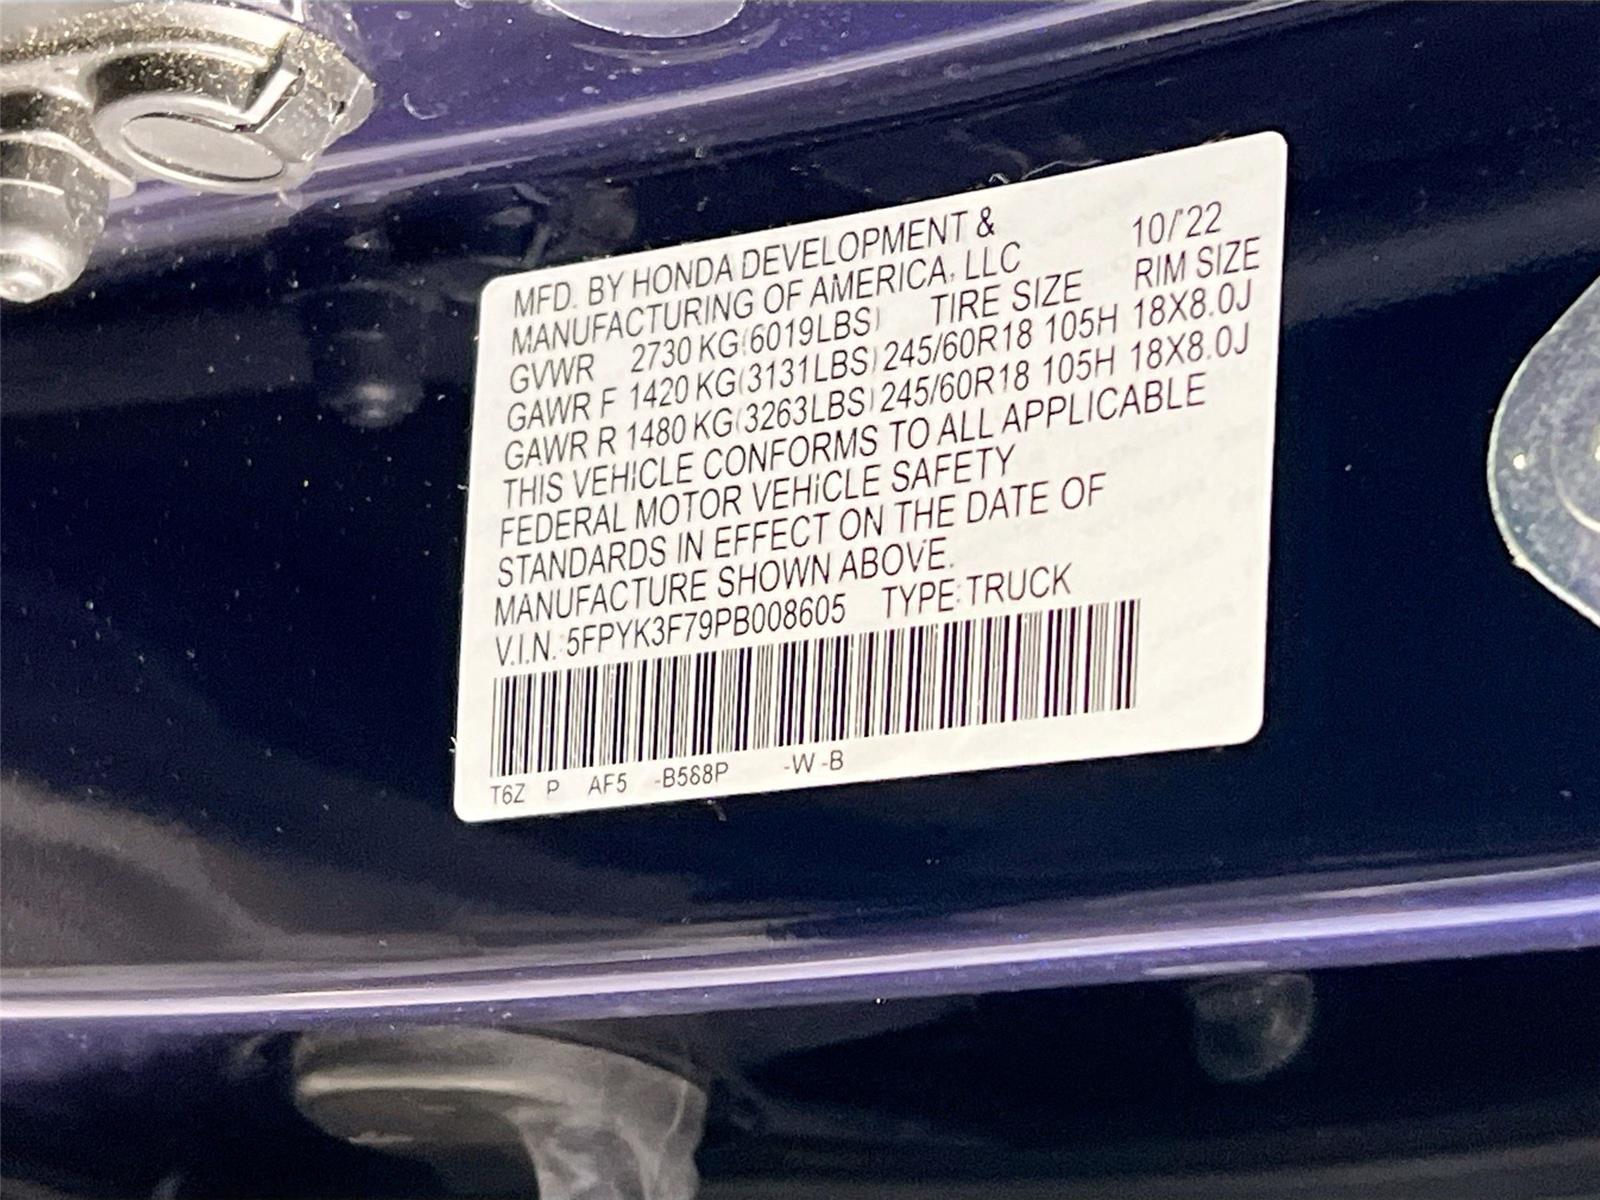 MFD. BY HONDA DEVELOPMENT & 10/'22
MANUFACTURING OF AMERICA, LLC RIM SIZE
GVWR 2730 KG(6019LBS) TIRE SIZE
GAWR F 1420 KG(3131LBS) 245/60R18 105H 18X8.0J
GAWR R 1480 KG(3263LBS) 245/60R18 105H 18X8.0J
THIS VEHICLE CONFORMS TO ALL APPLICABLE
FEDERAL MOTOR VEHICLE SAFETY
STANDARDS IN EFFECT ON THE DATE OF
MANUFACTURE SHOWN ABOVE.
V.I.N.:5FPYK3F79PB008605 TYPE:TRUCK
T6Z P AF5 -B588P -W -B